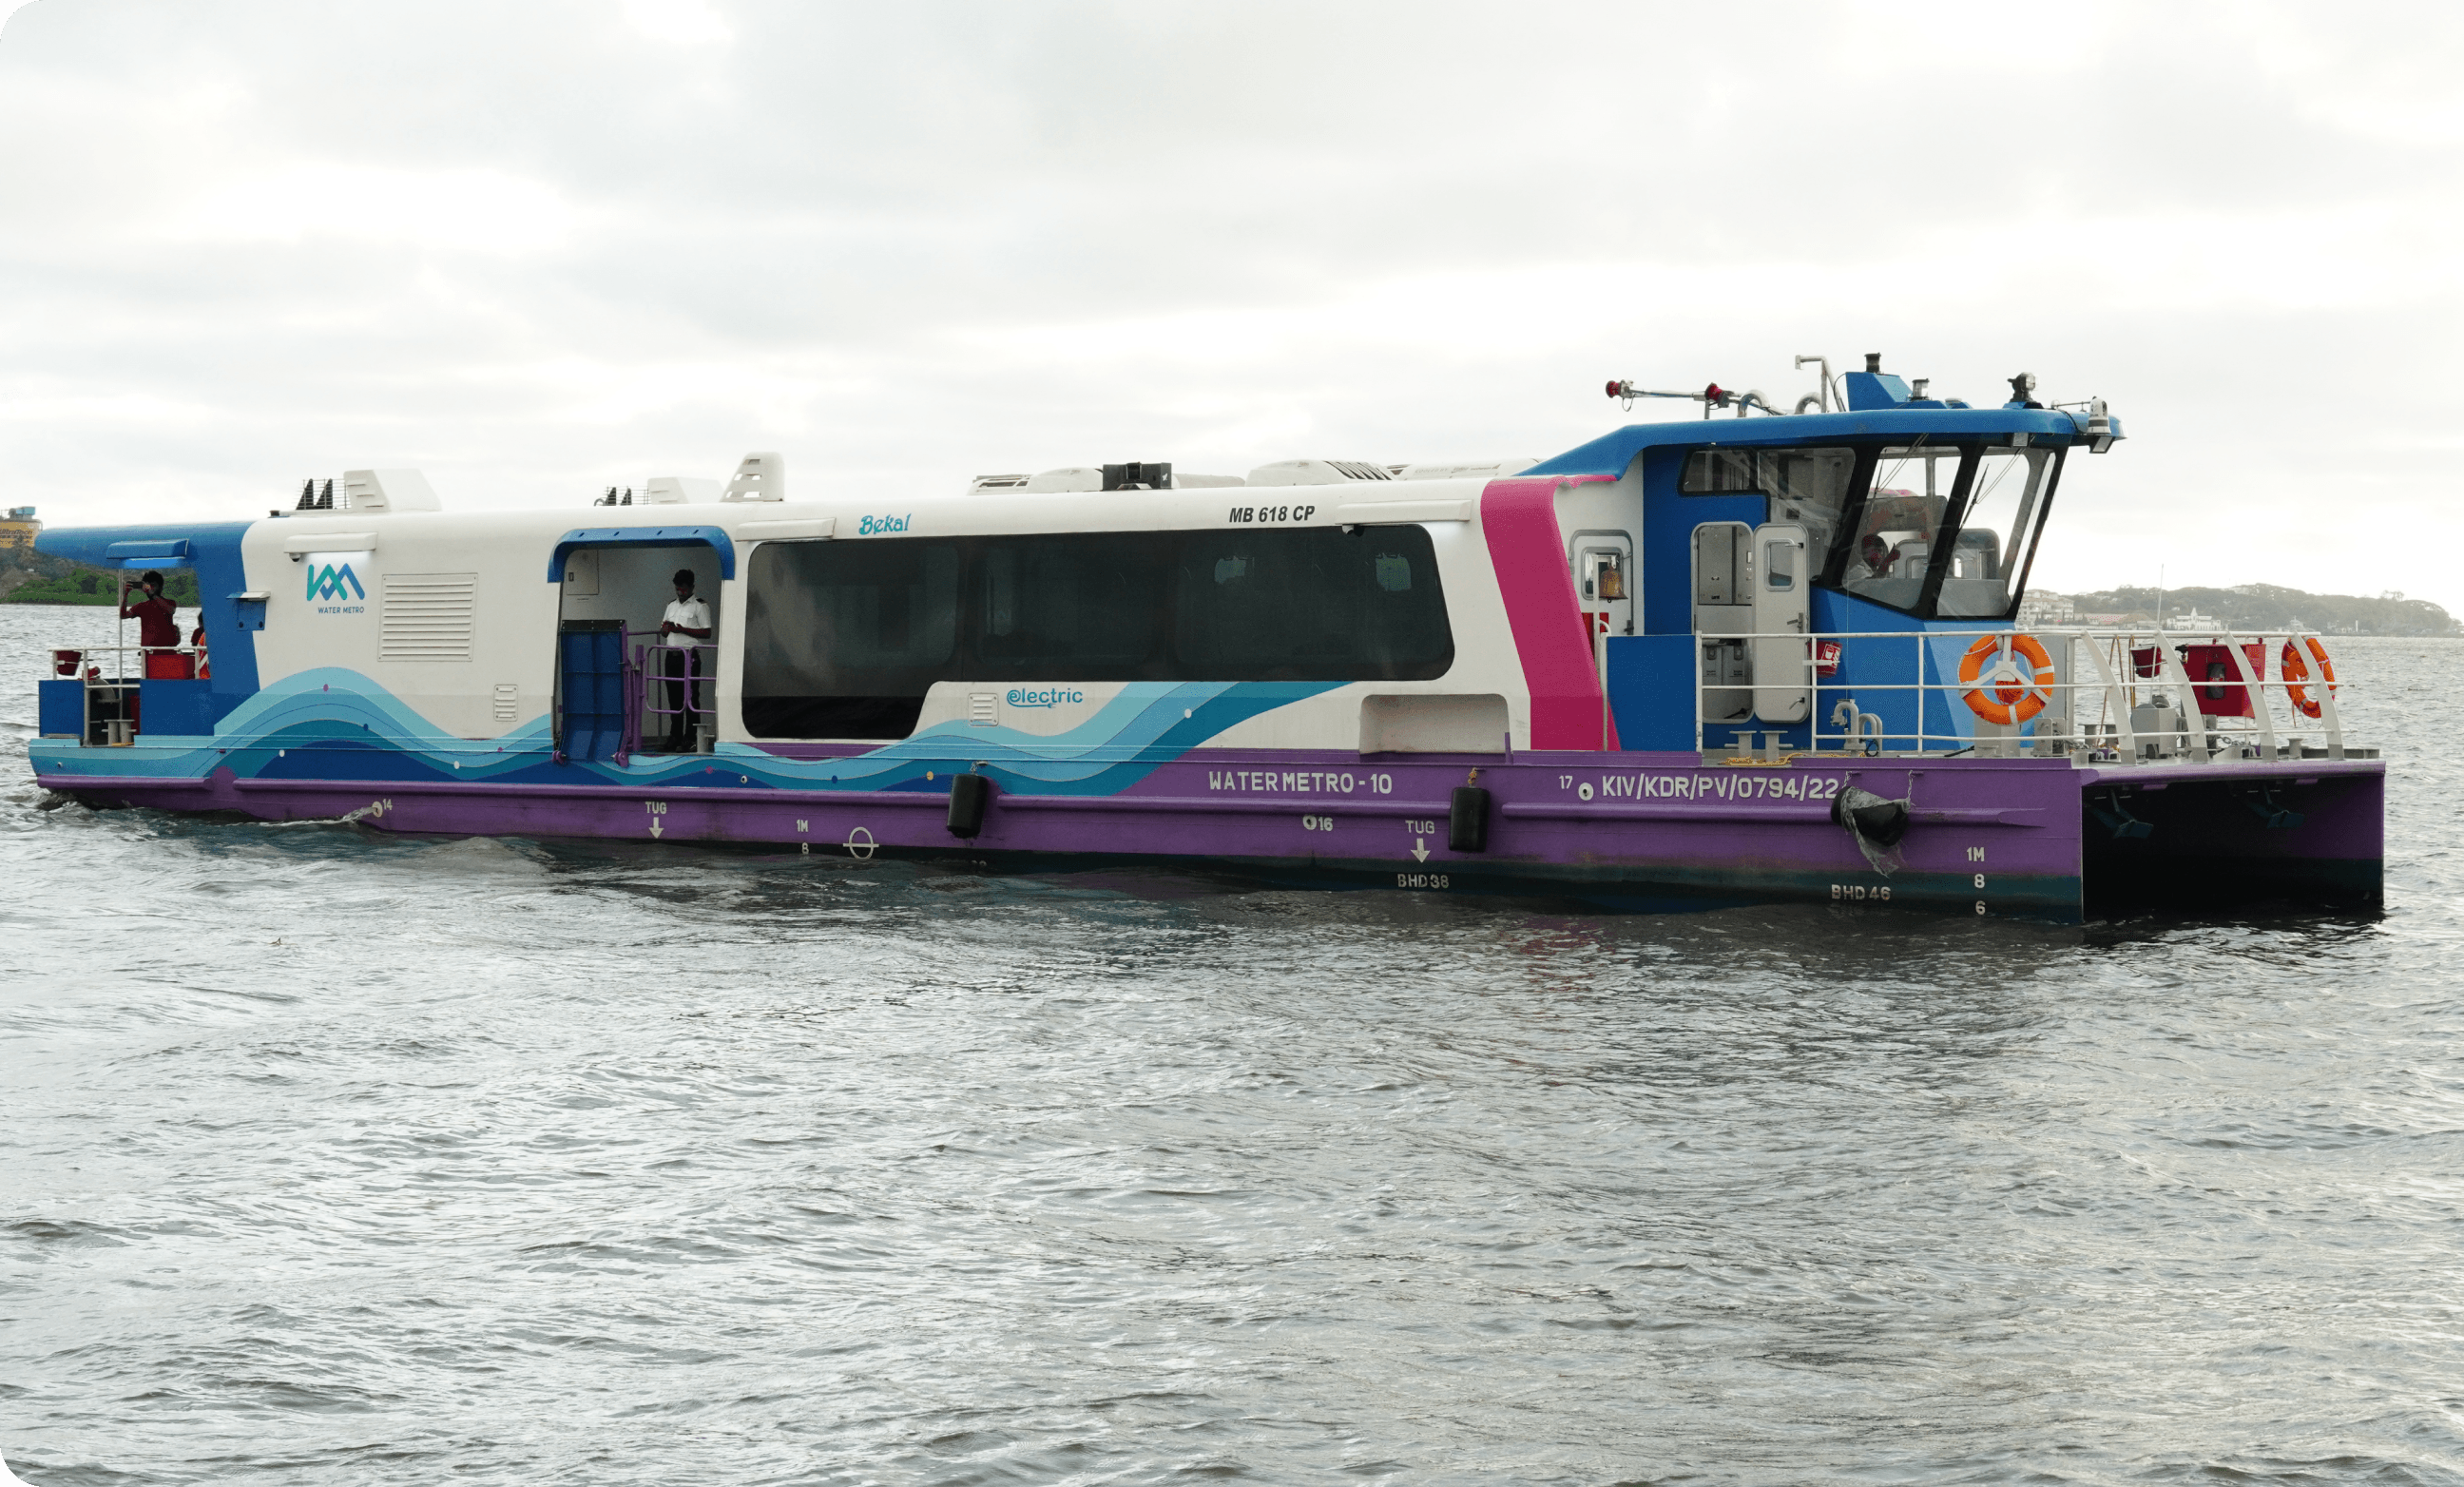 Bekal
MB 618 CP
WATER METRO
electric
WATER METRO - 10
17 KIV/KDR/PV/0794/22
14
TUG
1M
8
16
TUG
BHD 38
BHD 46
1M
8
6